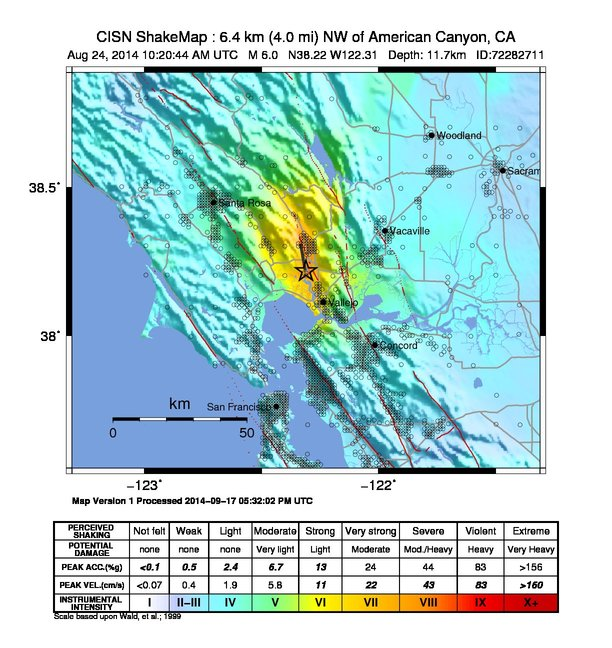 CISN ShakeMap : 6.4 km (4.0 mi) NW of American Canyon, CA
Aug 24, 2014 10:20:44 AM UTC M 6.0 N38.22 W122.31 Depth: 11.7km ID:72282711
Woodland
Sacram
38.5°
Santa Rosa
Vacaville
Vallejo
38°
Concord
km
San Francisco
0 50
−123° −122°
Map Version 1 Processed 2014−09−17 05:32:02 PM UTC
PERCEIVED SHAKING Not felt Weak Light Moderate Strong Very strong Severe Violent Extreme
POTENTIAL DAMAGE none none none Very light Light Moderate Mod./Heavy Heavy Very Heavy
PEAK ACC.(%g) <0.1 0.5 2.4 6.7 13 24 44 83 >156
PEAK VEL.(cm/s) <0.07 0.4 1.9 5.8 11 22 43 83 >160
INSTRUMENTAL INTENSITY I II−III IV V VI VII VIII IX X+
Scale based upon Wald, et al.; 1999